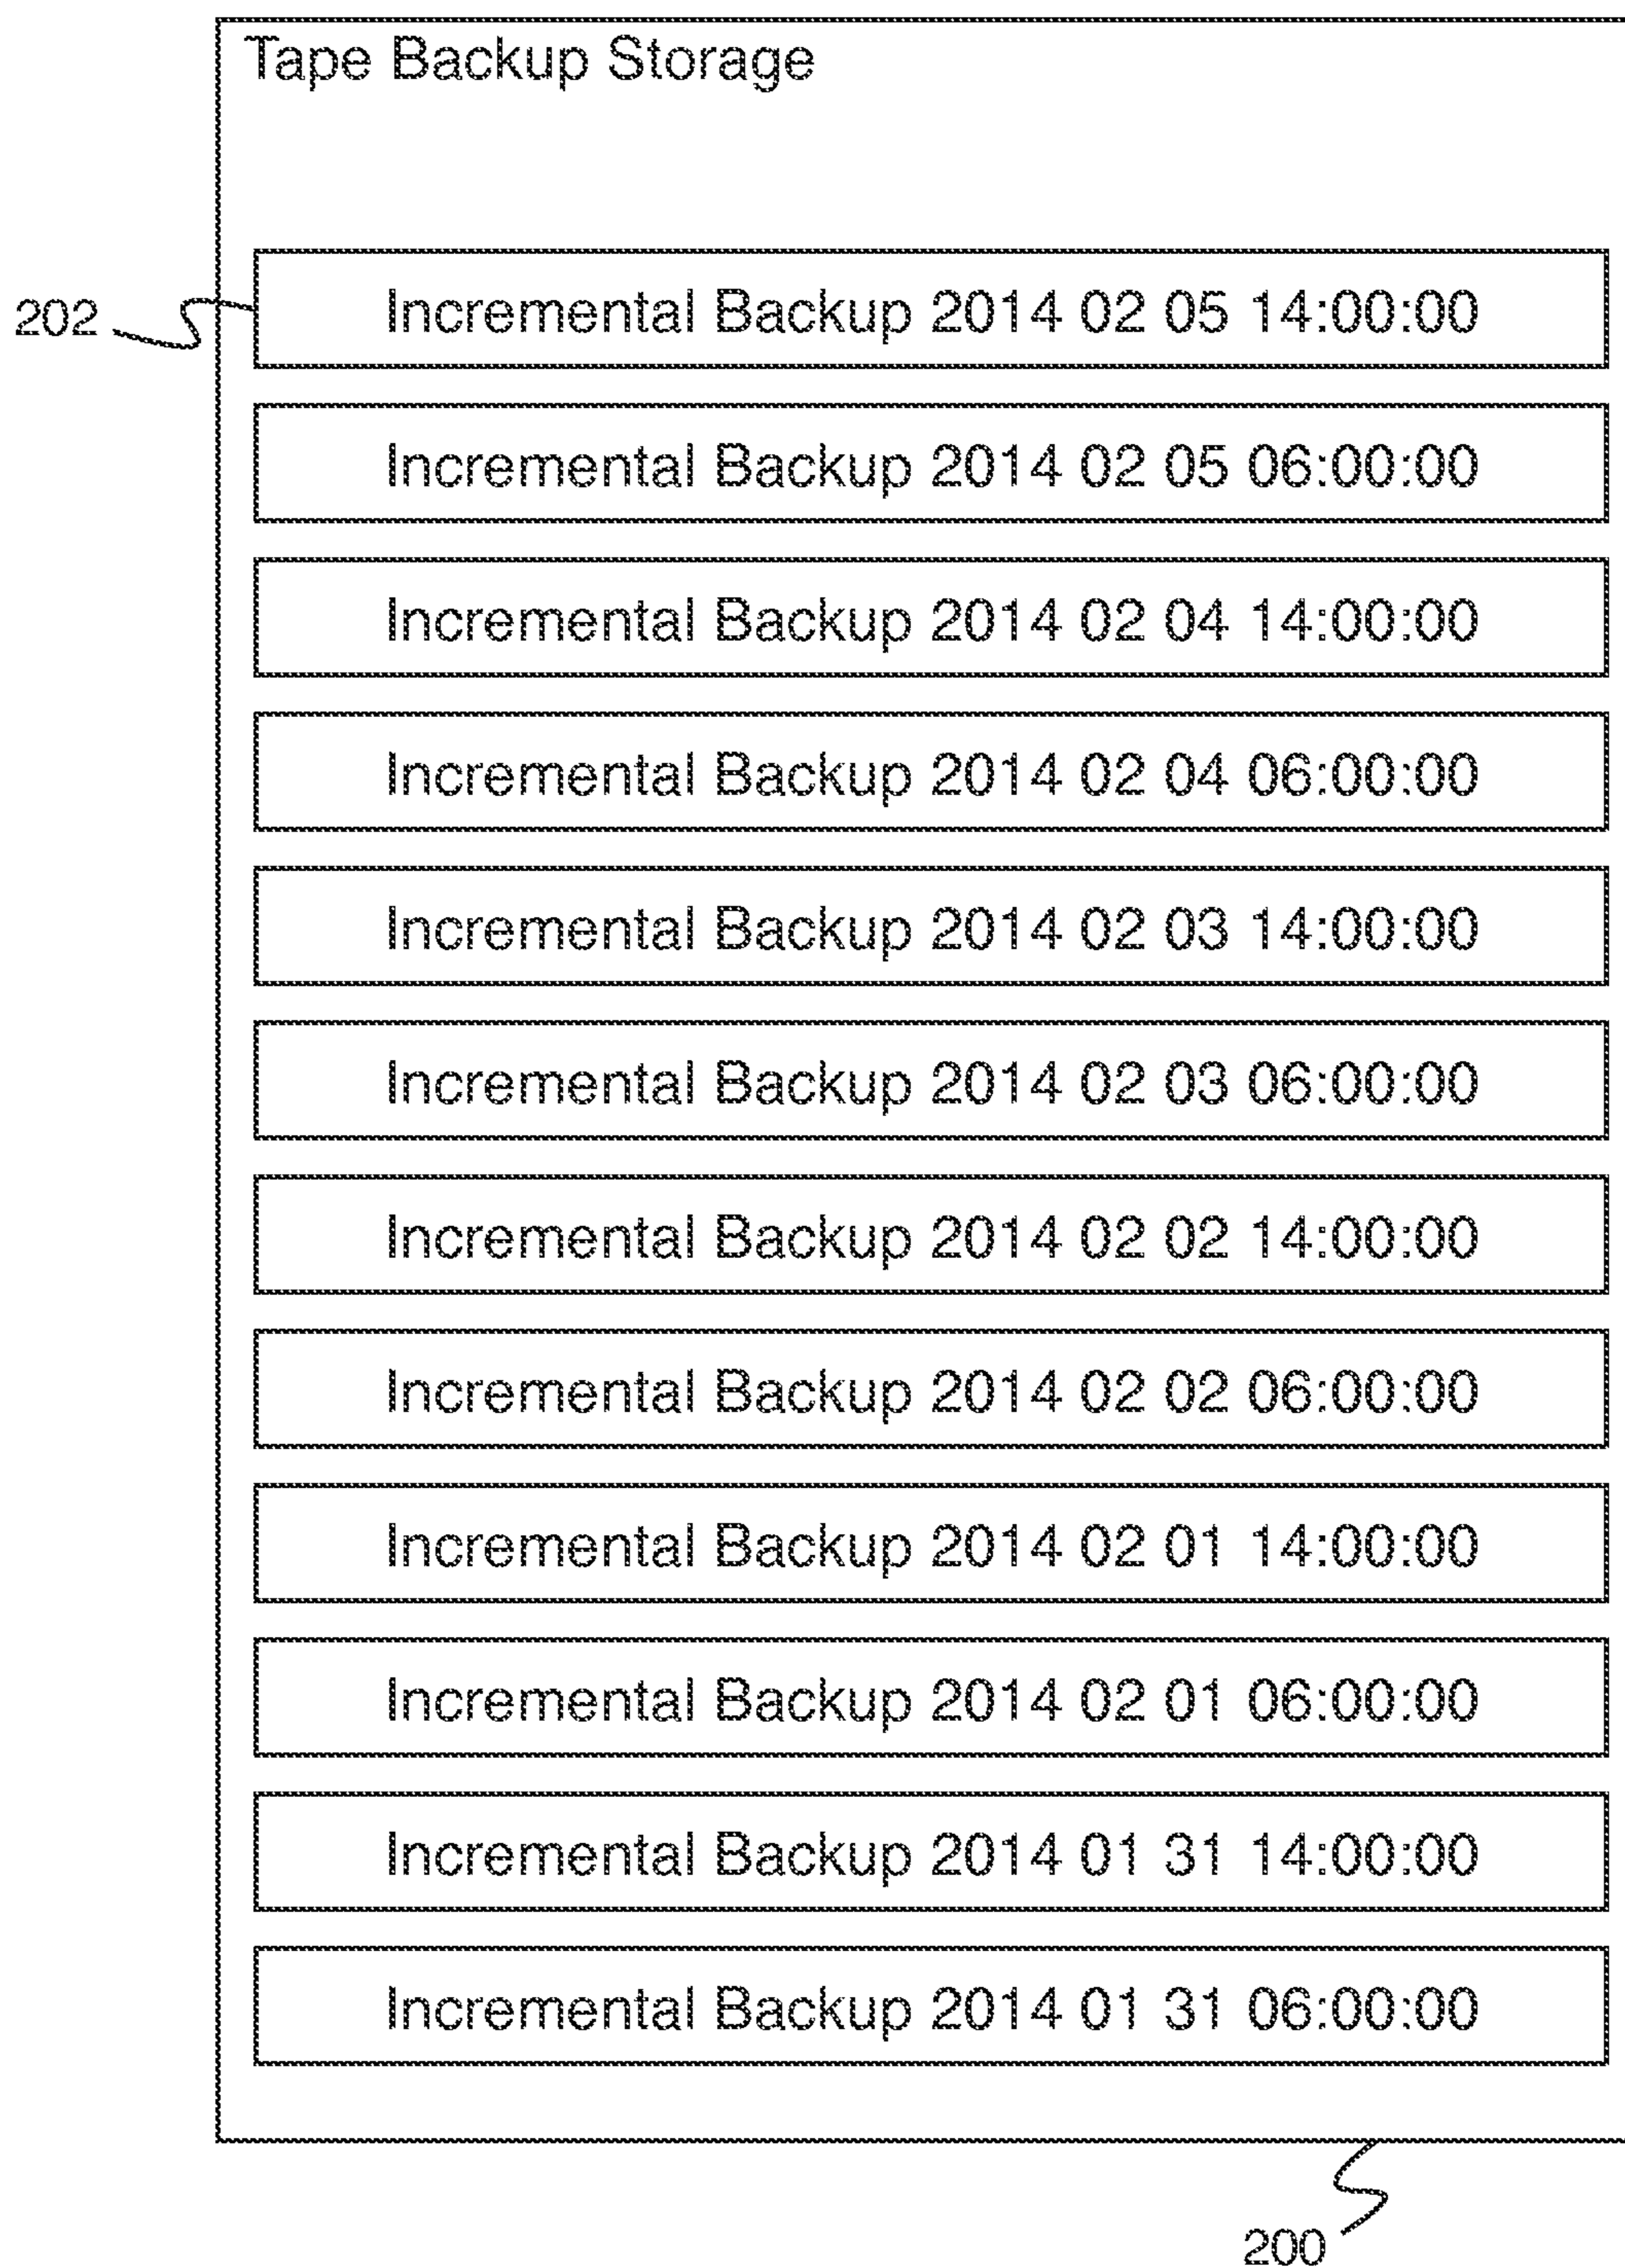 Tape Backup Storage
202
Incremental Backup 2014 02 05 14:00:00
Incremental Backup 2014 02 05 06:00:00
Incremental Backup 2014 02 04 14:00:00
Incremental Backup 2014 02 04 06:00:00
Incremental Backup 2014 02 03 14:00:00
Incremental Backup 2014 02 03 06:00:00
Incremental Backup 2014 02 02 14:00:00
Incremental Backup 2014 02 02 06:00:00
Incremental Backup 2014 02 01 14:00:00
Incremental Backup 2014 02 01 06:00:00
Incremental Backup 2014 01 31 14:00:00
Incremental Backup 2014 01 31 06:00:00
200